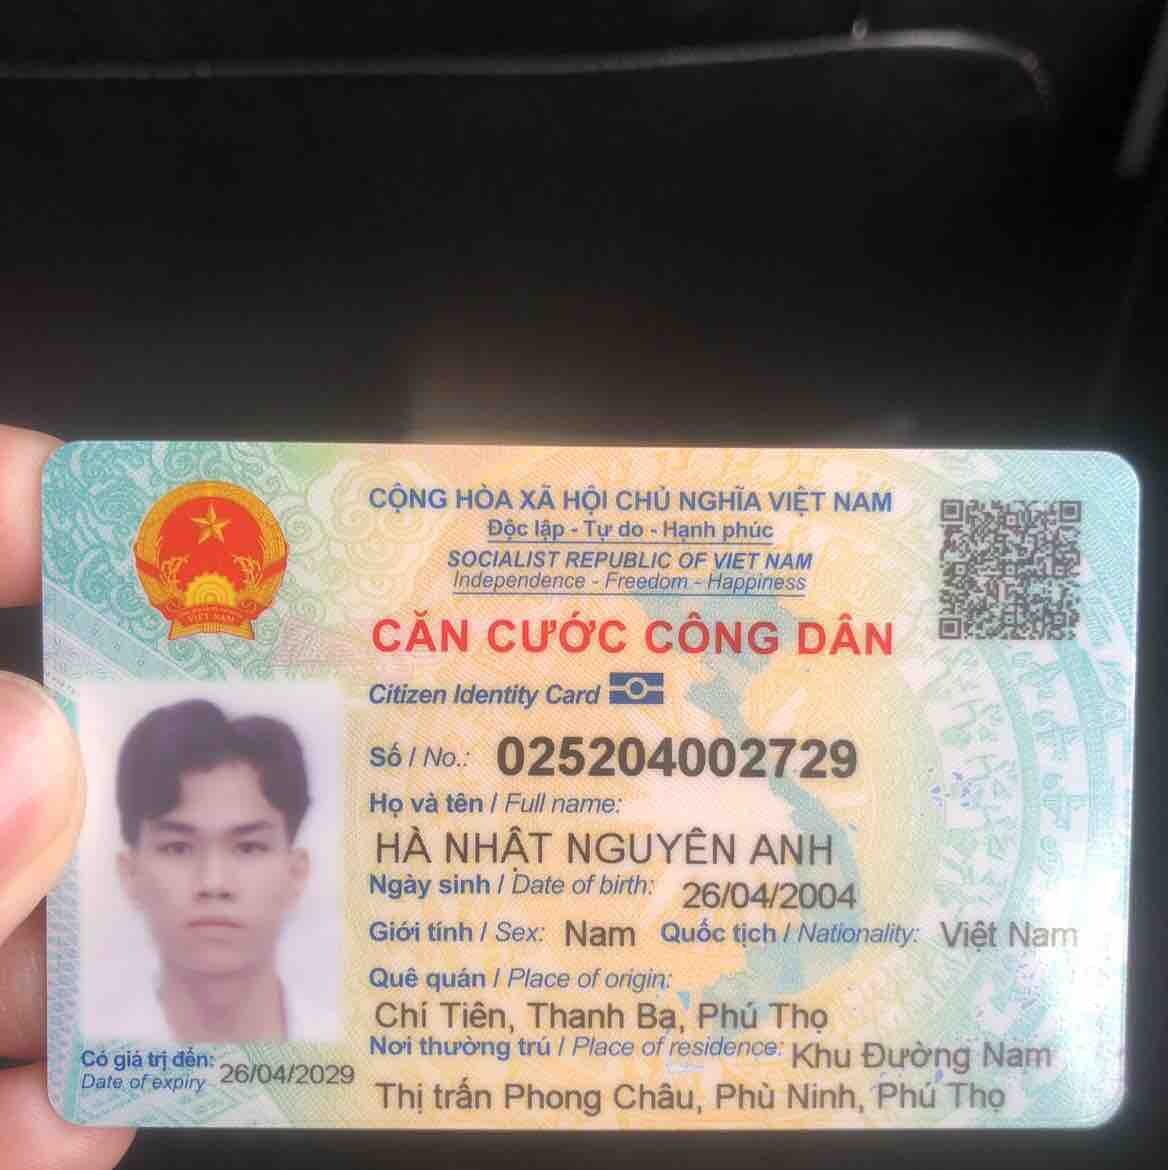 CỘNG HÒA XÃ HỘI CHỦ NGHĨA VIỆT NAM
Độc lập - Tự do - Hạnh phúc
SOCIALIST REPUBLIC OF VIET NAM
Independence - Freedom - Happiness
CĂN CƯỚC CÔNG DÂN
Citizen Identity Card
Số / No.: 025204002729
Họ và tên / Full name:
HÀ NHẬT NGUYÊN ANH
Ngày sinh / Date of birth: 26/04/2004
Giới tính / Sex: Nam Quốc tịch / Nationality: Việt Nam
Quê quán / Place of origin:
Chí Tiên, Thanh Ba, Phú Thọ
Nơi thường trú / Place of residence: Khu Đường Nam
Thị trấn Phong Châu, Phù Ninh, Phú Thọ
Có giá trị đến: 26/04/2029
Date of expiry
VIỆT NAM